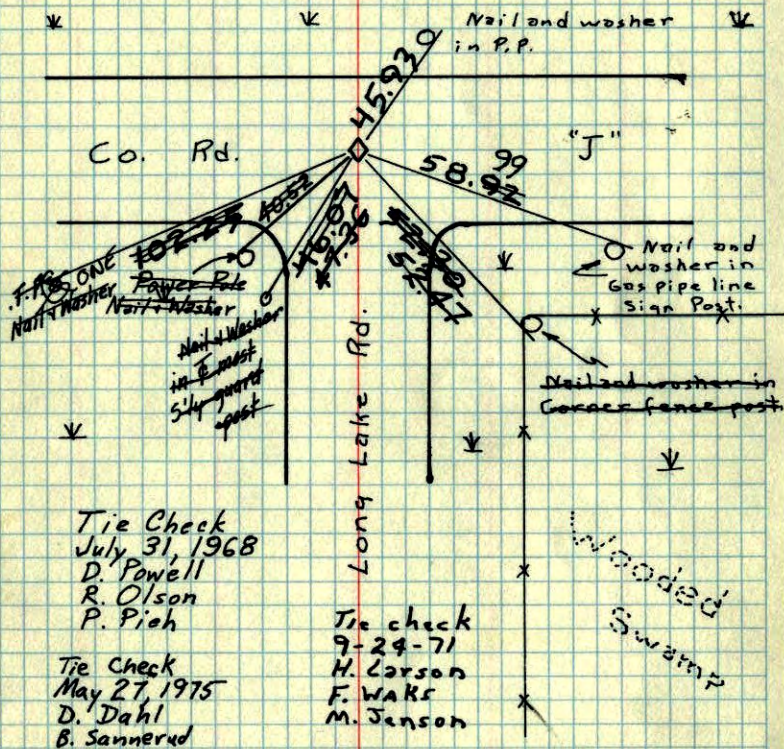 Nail and washer
in P.P.
45.93
Co. Rd.
"J"
58.92
99
102.25
40.52
46.07
47.36
52.47
Nail and
washer in
Gas pipe line
Sign Post.
GONE
Nail & Washer
Power Pole
Nail & Washer
Nail & Washer
in ₵ most
S'ly guard
post
Nail and washer in
Corner fence post
Long Lake Rd.
Wooded
Swamp
Tie Check
July 31, 1968
D. Powell
R. Olson
P. Pieh
Tie check
9-24-71
H. Larson
F. Waks
M. Jenson
Tie Check
May 27, 1975
D. Dahl
B. Sannerud